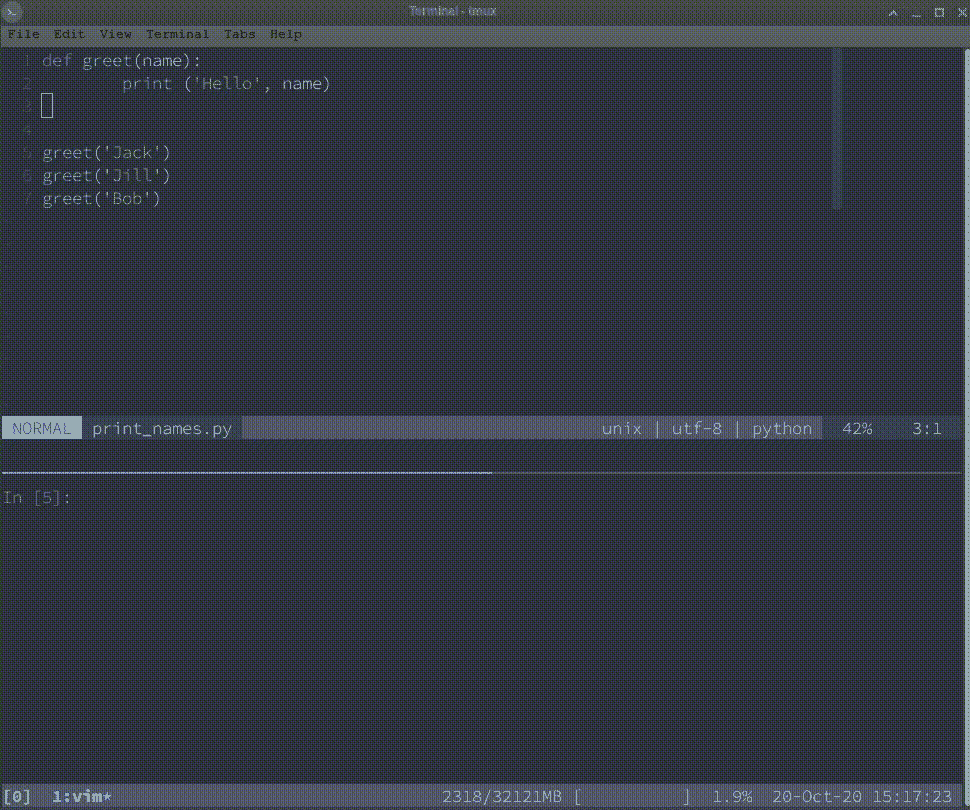 Terminal - tmux
File Edit View Terminal Tabs Help
1 def greet(name):
2 print ('Hello', name)
3
4
5 greet('Jack')
6 greet('Jill')
7 greet('Bob')
NORMAL print_names.py unix | utf-8 | python 42% 3:1
In [5]:
[0] 1:vim* 2318/32121MB [ ] 1.9% 20-Oct-20 15:17:23